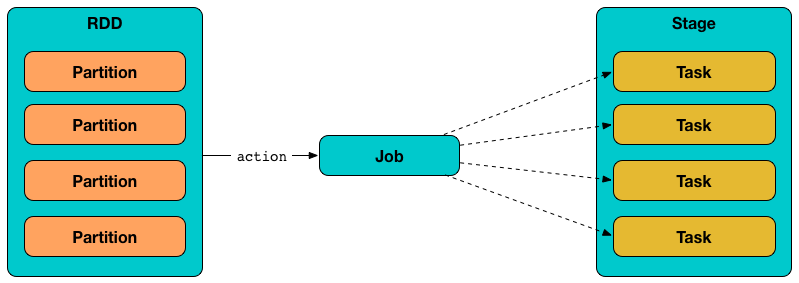 RDD
Partition
Partition
Partition
Partition
action
Job
Stage
Task
Task
Task
Task